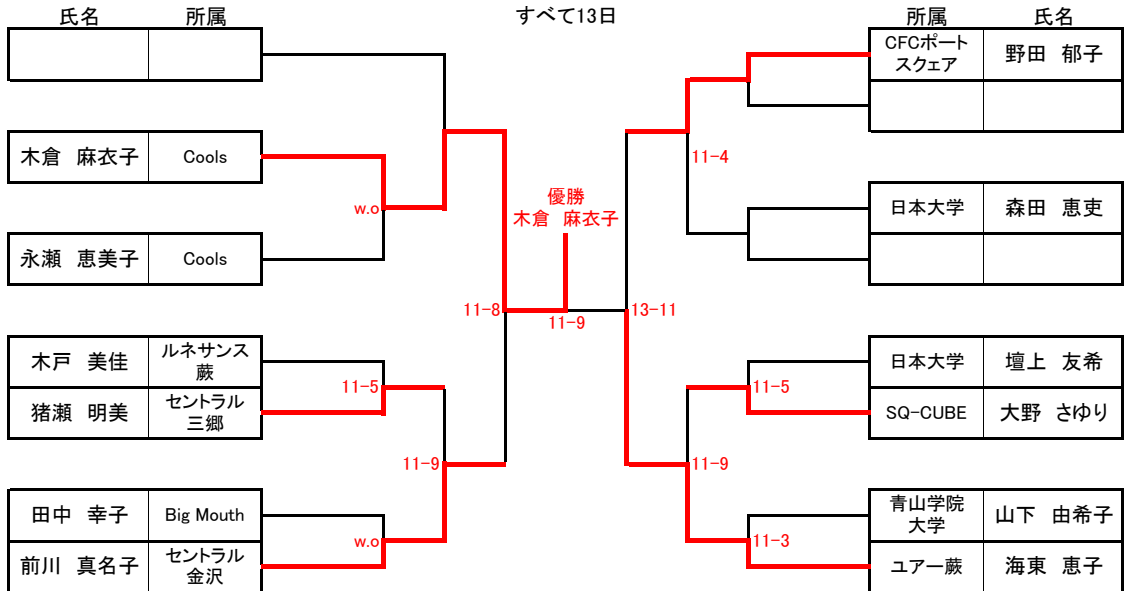 氏名 所属 すべて13日 所属 氏名
CFCポート
スクェア 野田 郁子
木倉 麻衣子 Cools
11-4
w.o
優勝
木倉 麻衣子
日本大学 森田 恵吏
永瀬 恵美子 Cools
11-8 11-9 13-11
木戸 美佳 ルネサンス
蕨
11-5
猪瀬 明美 セントラル
三郷
日本大学 壇上 友希
11-5
SQ-CUBE 大野 さゆり
11-9 11-9
田中 幸子 Big Mouth
w.o
前川 真名子 セントラル
金沢
青山学院
大学 山下 由希子
11-3
ユアー蕨 海東 恵子